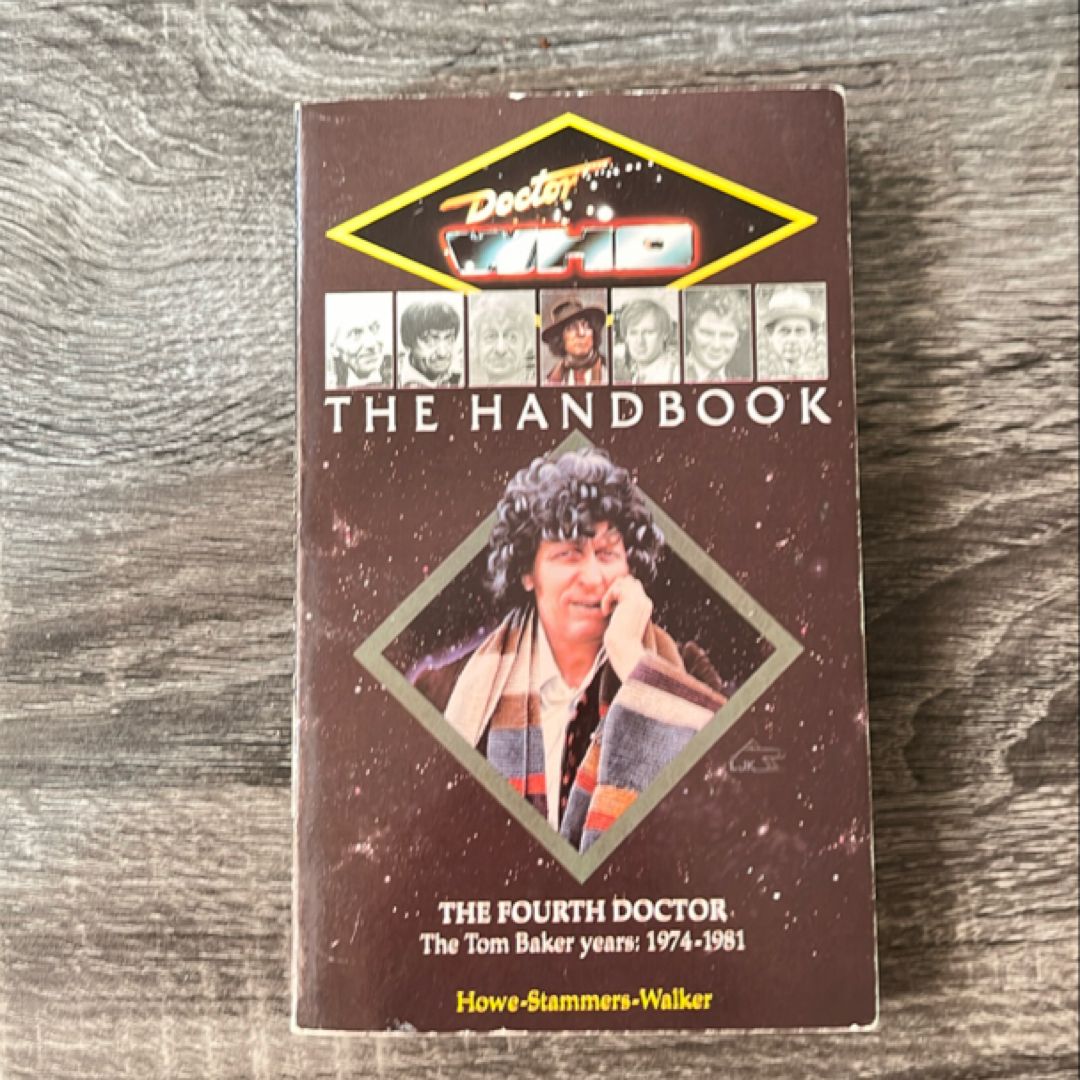 Doctor
WHO
THE HANDBOOK
THE FOURTH DOCTOR
The Tom Baker years: 1974-1981
Howe-Stammers-Walker